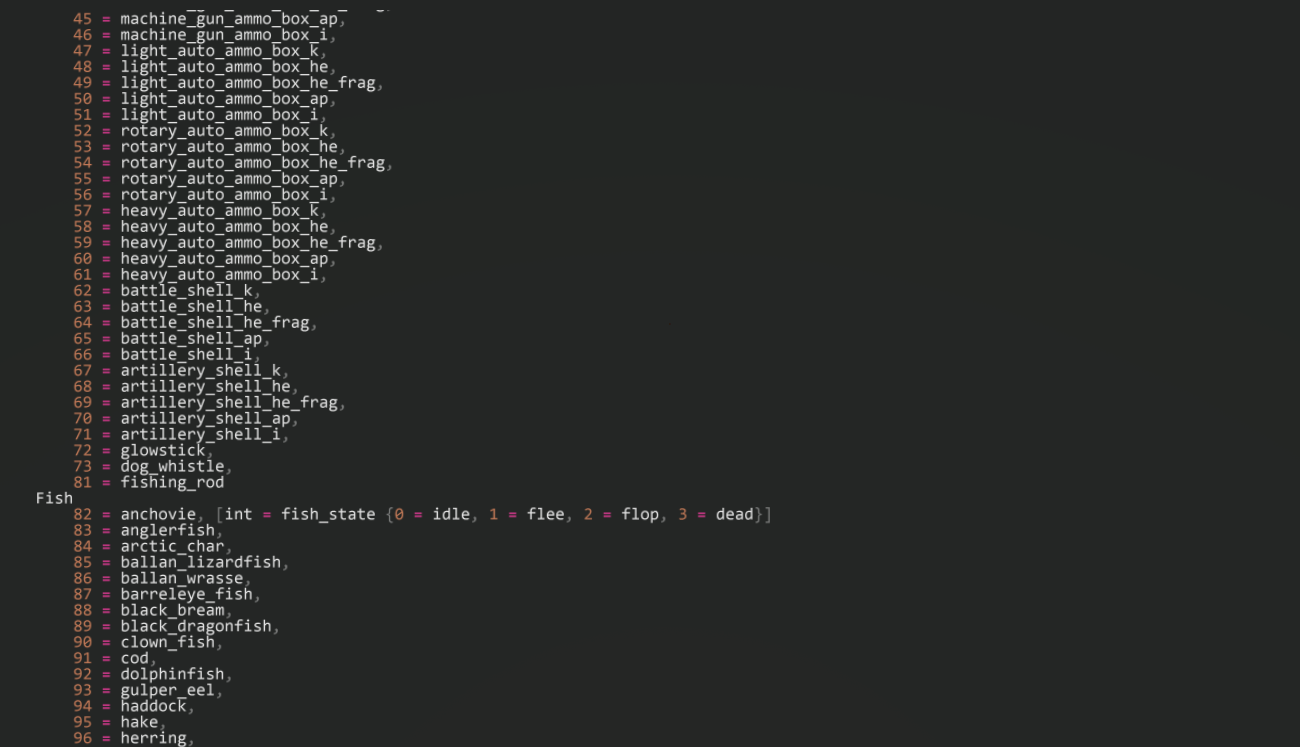 45 = machine_gun_ammo_box_ap,
46 = machine_gun_ammo_box_i,
47 = light_auto_ammo_box_k,
48 = light_auto_ammo_box_he,
49 = light_auto_ammo_box_he_frag,
50 = light_auto_ammo_box_ap,
51 = light_auto_ammo_box_i,
52 = rotary_auto_ammo_box_k,
53 = rotary_auto_ammo_box_he,
54 = rotary_auto_ammo_box_he_frag,
55 = rotary_auto_ammo_box_ap,
56 = rotary_auto_ammo_box_i,
57 = heavy_auto_ammo_box_k,
58 = heavy_auto_ammo_box_he,
59 = heavy_auto_ammo_box_he_frag,
60 = heavy_auto_ammo_box_ap,
61 = heavy_auto_ammo_box_i,
62 = battle_shell_k,
63 = battle_shell_he,
64 = battle_shell_he_frag,
65 = battle_shell_ap,
66 = battle_shell_i,
67 = artillery_shell_k,
68 = artillery_shell_he,
69 = artillery_shell_he_frag,
70 = artillery_shell_ap,
71 = artillery_shell_i,
72 = glowstick,
73 = dog_whistle,
81 = fishing_rod
Fish
82 = anchovie, [int = fish_state {0 = idle, 1 = flee, 2 = flop, 3 = dead}]
83 = anglerfish,
84 = arctic_char,
85 = ballan_lizardfish,
86 = ballan_wrasse,
87 = barreleye_fish,
88 = black_bream,
89 = black_dragonfish,
90 = clown_fish,
91 = cod,
92 = dolphinfish,
93 = gulper_eel,
94 = haddock,
95 = hake,
96 = herring,